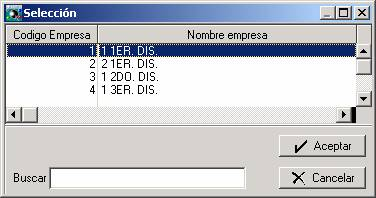 Selección
Codigo Empresa Nombre empresa
1 1 1ER. DIS.
2 2 1ER. DIS.
3 1 2DO. DIS.
4 1 3ER. DIS.
Aceptar
Buscar Cancelar